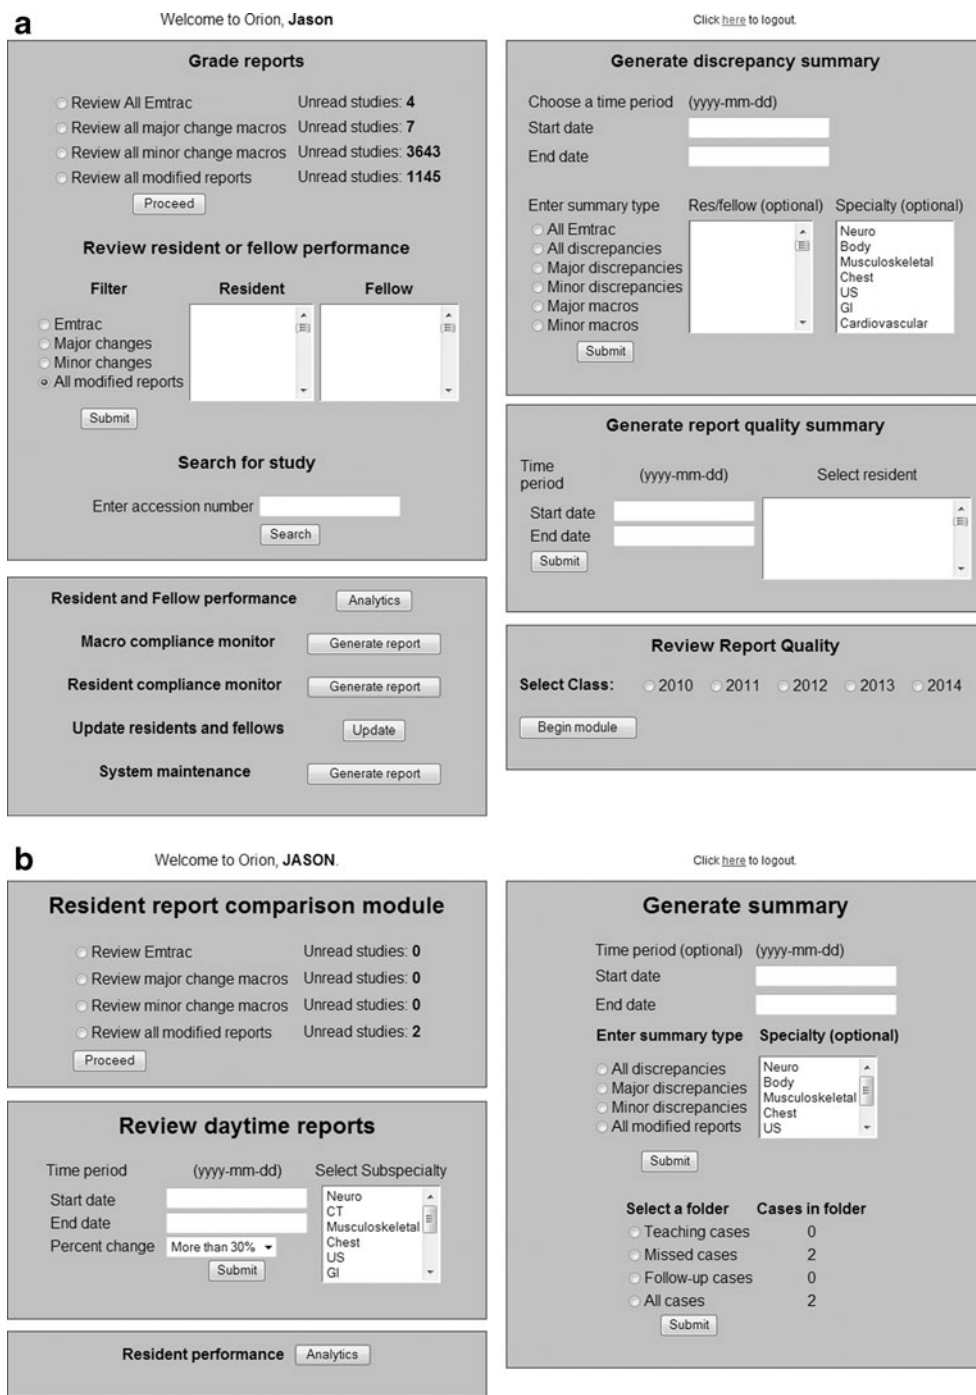 a
Welcome to Orion, Jason
Click here to logout.
Grade reports
Review All Emtrac Unread studies: 4
Review all major change macros Unread studies: 7
Review all minor change macros Unread studies: 3643
Review all modified reports Unread studies: 1145
Proceed
Review resident or fellow performance
Filter Resident Fellow
Emtrac
Major changes
Minor changes
All modified reports
Submit
Search for study
Enter accession number
Search
Resident and Fellow performance Analytics
Macro compliance monitor Generate report
Resident compliance monitor Generate report
Update residents and fellows Update
System maintenance Generate report
Generate discrepancy summary
Choose a time period (yyyy-mm-dd)
Start date
End date
Enter summary type Res/fellow (optional) Specialty (optional)
All Emtrac
All discrepancies
Major discrepancies
Minor discrepancies
Major macros
Minor macros
Neuro
Body
Musculoskeletal
Chest
US
GI
Cardiovascular
Submit
Generate report quality summary
Time
period
(yyyy-mm-dd) Select resident
Start date
End date
Submit
Review Report Quality
Select Class: 2010 2011 2012 2013 2014
Begin module
b
Welcome to Orion, JASON.
Click here to logout.
Resident report comparison module
Review Emtrac Unread studies: 0
Review major change macros Unread studies: 0
Review minor change macros Unread studies: 0
Review all modified reports Unread studies: 2
Proceed
Review daytime reports
Time period (yyyy-mm-dd) Select Subspecialty
Start date
End date
Percent change More than 30%
Submit
Neuro
CT
Musculoskeletal
Chest
US
GI
Resident performance Analytics
Generate summary
Time period (optional) (yyyy-mm-dd)
Start date
End date
Enter summary type Specialty (optional)
All discrepancies
Major discrepancies
Minor discrepancies
All modified reports
Neuro
Body
Musculoskeletal
Chest
US
Submit
Select a folder Cases in folder
Teaching cases 0
Missed cases 2
Follow-up cases 0
All cases 2
Submit